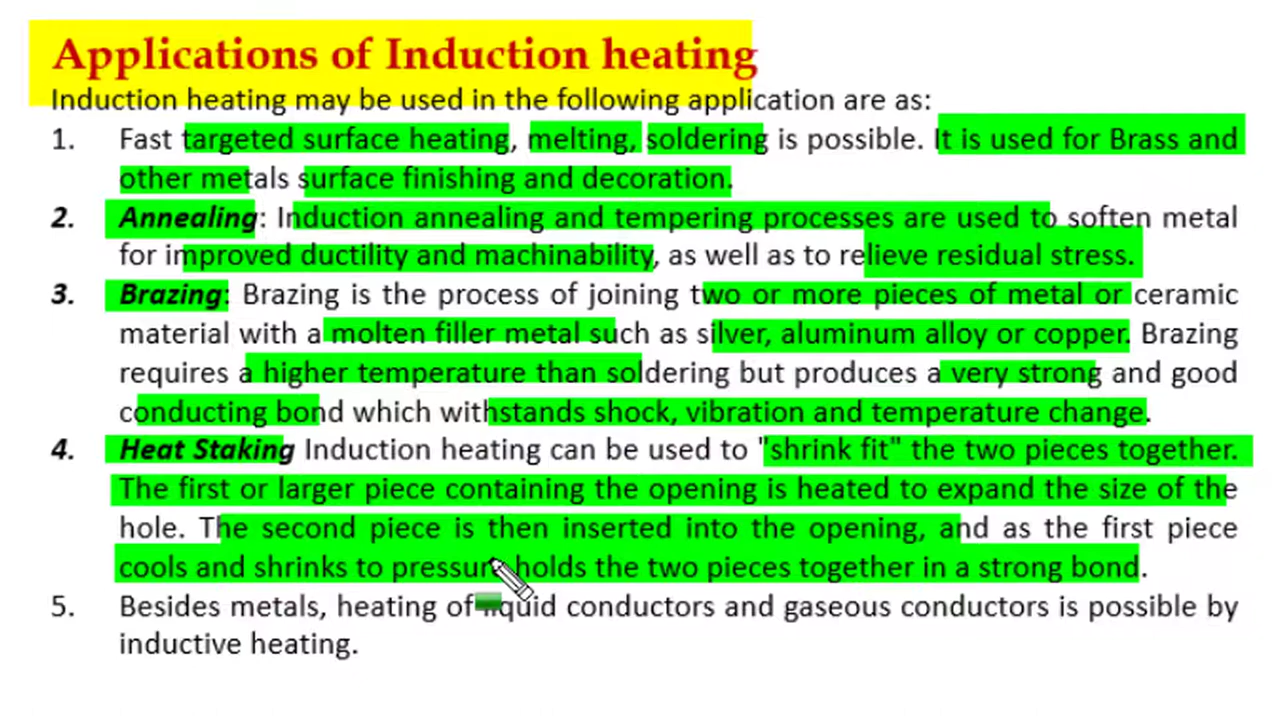 Applications of Induction heating
Induction heating may be used in the following application are as:
1. Fast targeted surface heating, melting, soldering is possible. It is used for Brass and
other metals surface finishing and decoration.
2. Annealing: Induction annealing and tempering processes are used to soften metal
for improved ductility and machinability, as well as to relieve residual stress.
3. Brazing: Brazing is the process of joining two or more pieces of metal or ceramic
material with a molten filler metal such as silver, aluminum alloy or copper. Brazing
requires a higher temperature than soldering but produces a very strong and good
conducting bond which withstands shock, vibration and temperature change.
4. Heat Staking Induction heating can be used to "shrink fit" the two pieces together.
The first or larger piece containing the opening is heated to expand the size of the
hole. The second piece is then inserted into the opening, and as the first piece
cools and shrinks to pressure holds the two pieces together in a strong bond.
5. Besides metals, heating of liquid conductors and gaseous conductors is possible by
inductive heating.